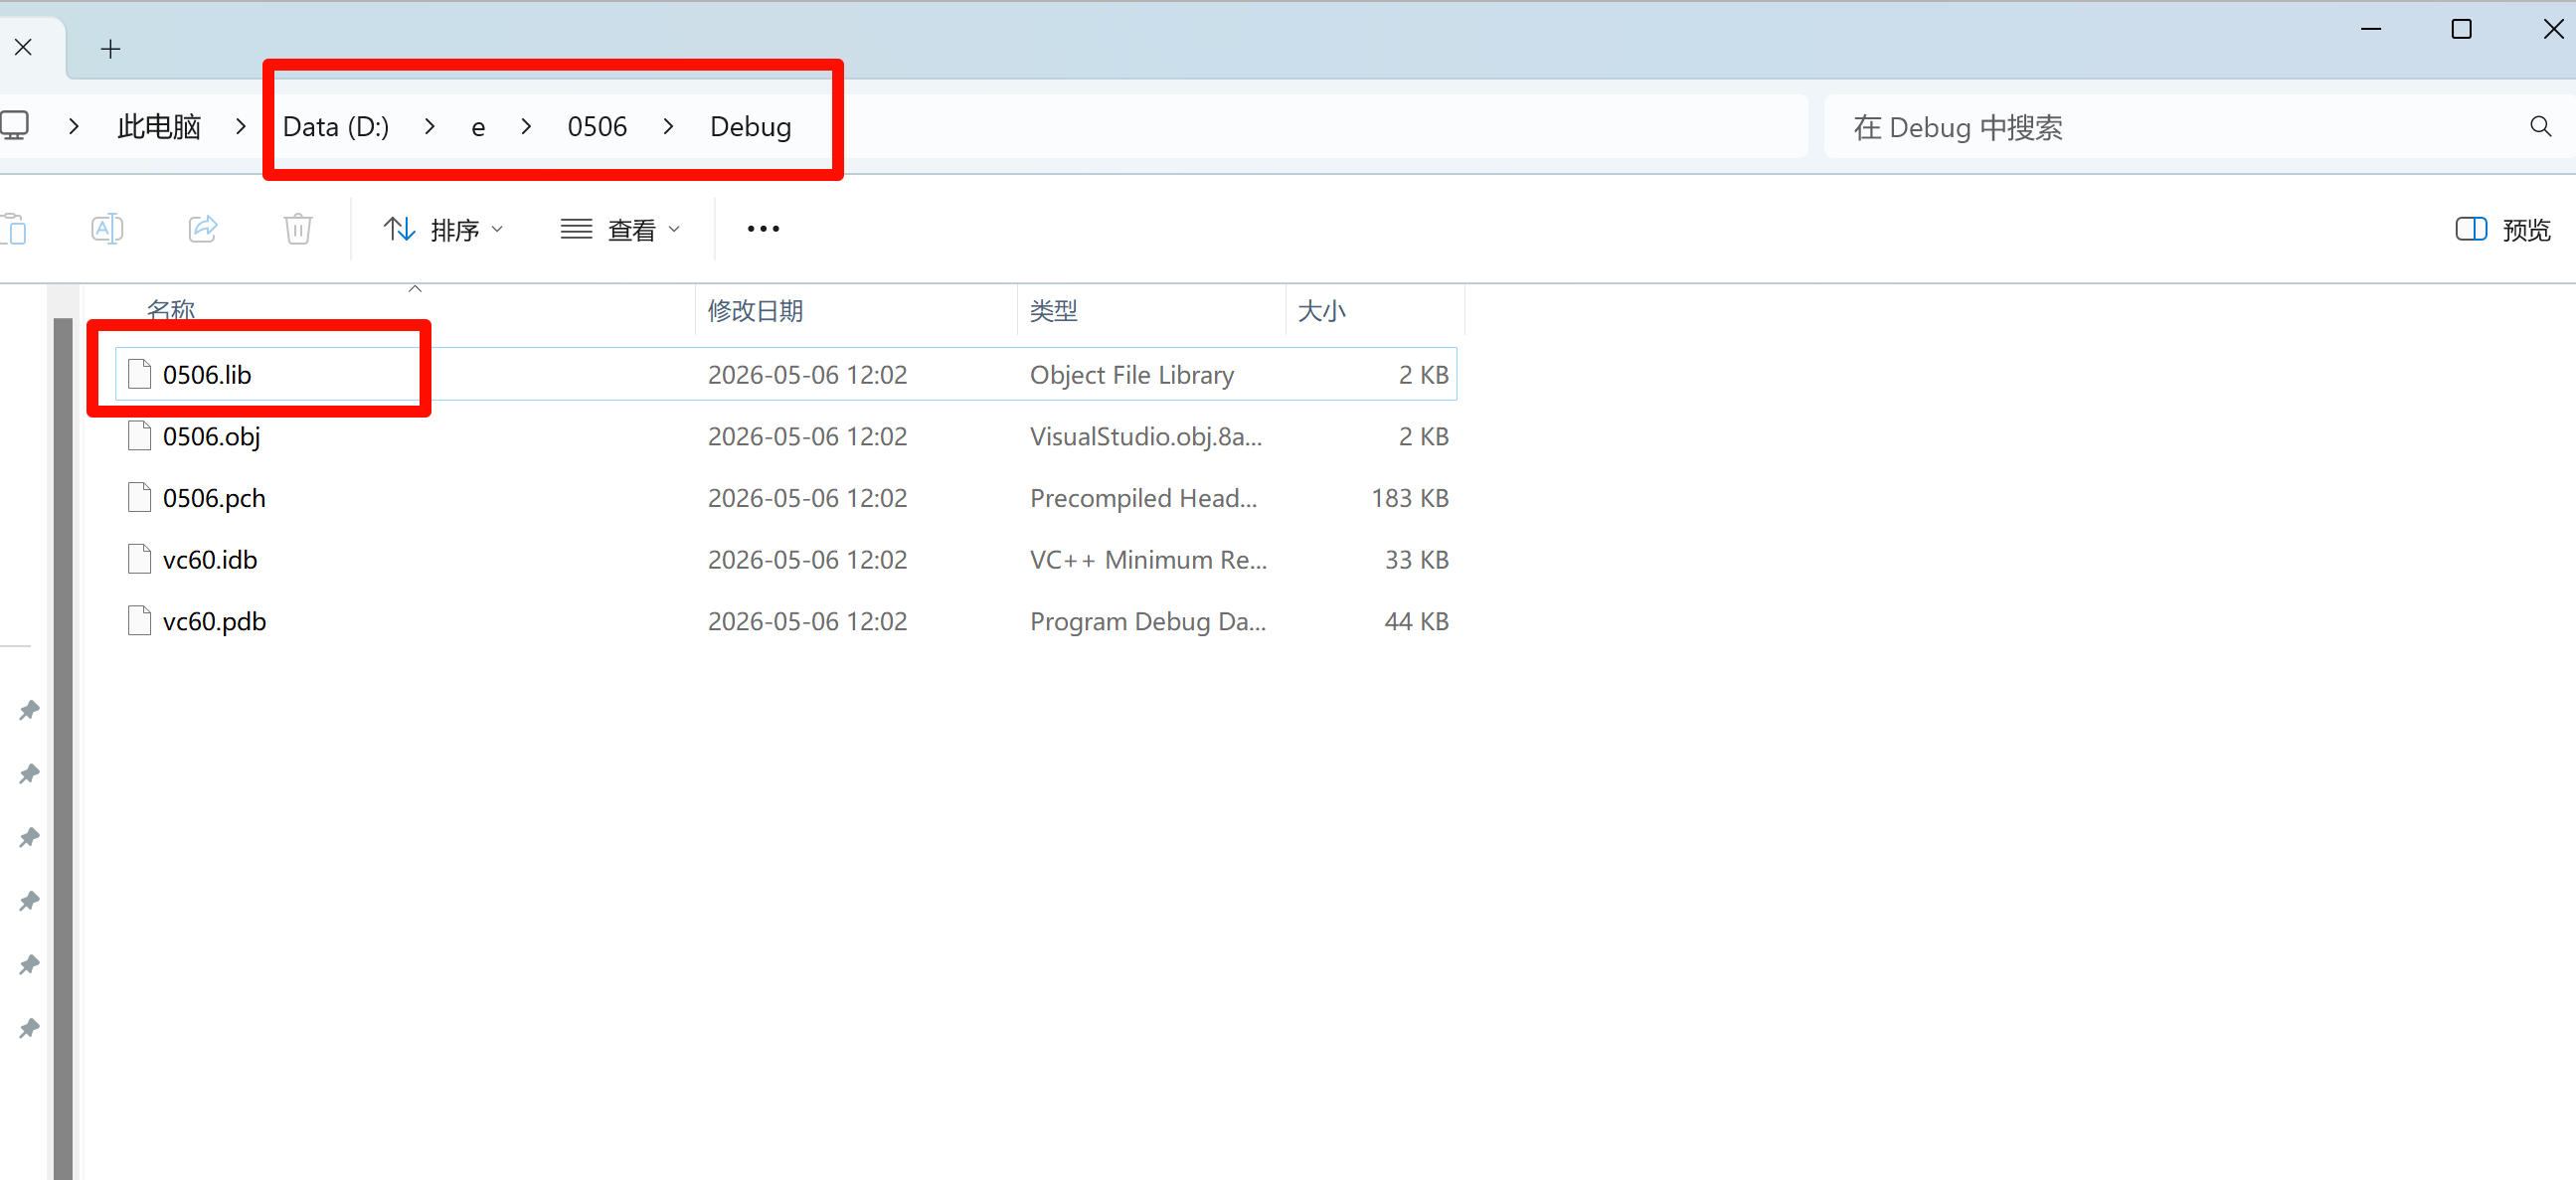 此电脑 > Data (D:) > e > 0506 > Debug
在 Debug 中搜索
排序 查看 ••• 预览
名称 修改日期 类型 大小
0506.lib 2026-05-06 12:02 Object File Library 2 KB
0506.obj 2026-05-06 12:02 VisualStudio.obj.8a... 2 KB
0506.pch 2026-05-06 12:02 Precompiled Head... 183 KB
vc60.idb 2026-05-06 12:02 VC++ Minimum Re... 33 KB
vc60.pdb 2026-05-06 12:02 Program Debug Da... 44 KB